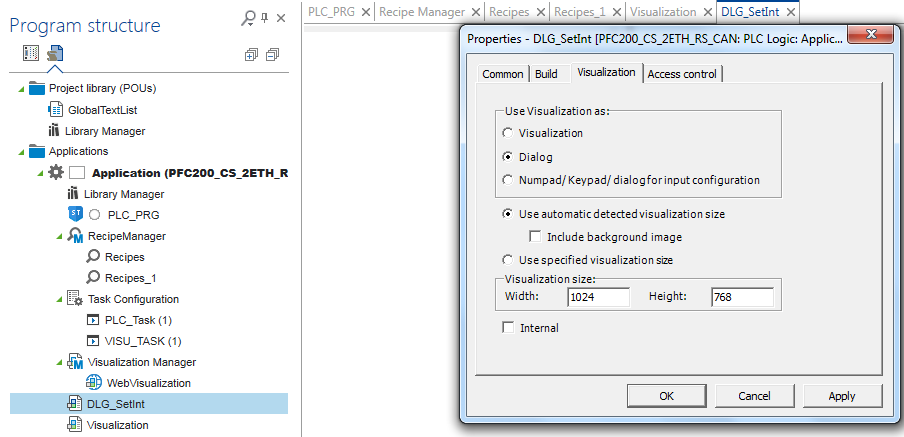 Program structure
Project library (POUs)
GlobalTextList
Library Manager
Applications
Application (PFC200_CS_2ETH_R
Library Manager
ST
PLC_PRG
RecipeManager
Recipes
Recipes_1
Task Configuration
PLC_Task (1)
VISU_TASK (1)
Visualization Manager
WebVisualization
DLG_SetInt
Visualization
PLC_PRG
Recipe Manager
Recipes
Recipes_1
Visualization
DLG_SetInt
Properties - DLG_SetInt [PFC200_CS_2ETH_RS_CAN: PLC Logic: Applic...
Common
Build
Visualization
Access control
Use Visualization as:
Visualization
Dialog
Numpad/ Keypad/ dialog for input configuration
Use automatic detected visualization size
Include background image
Use specified visualization size
Visualization size:
Width: 1024 Height: 768
Internal
OK Cancel Apply